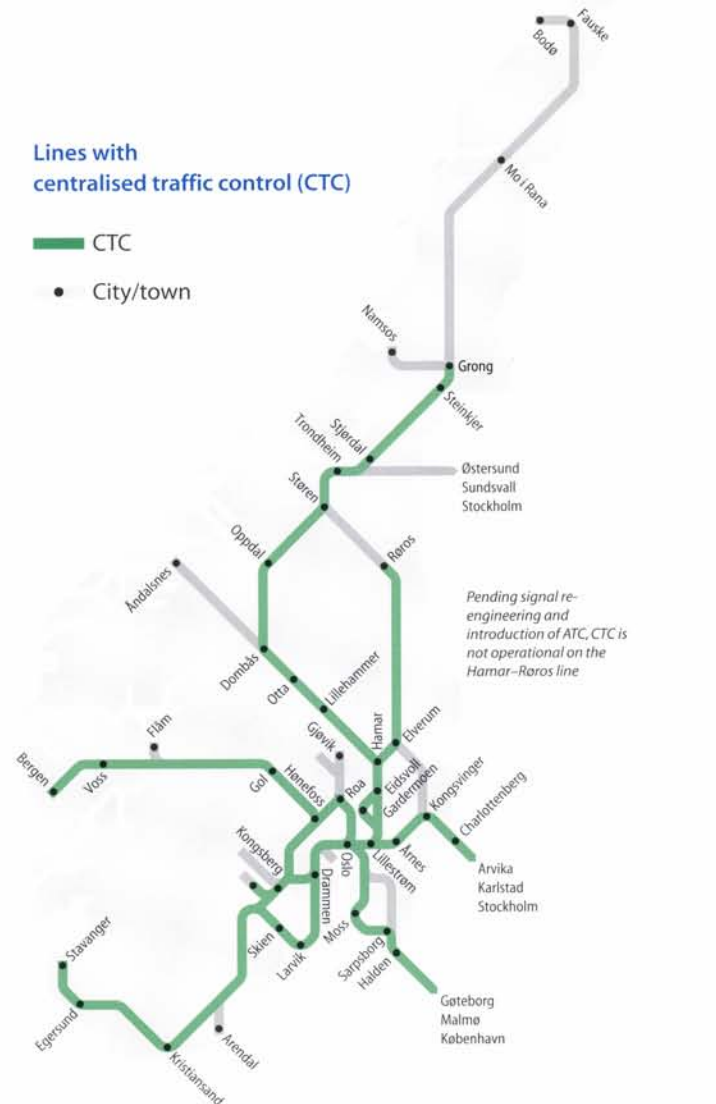 Bodø
Fauske
Lines with
centralised traffic control (CTC)
Mo i Rana
CTC
City/town
Namsos
Grong
Steinkjer
Stjørdal
Trondheim
Østersund
Sundsvall
Stockholm
Støren
Oppdal
Røros
Åndalsnes
Pending signal re-
engineering and
introduction of ATC, CTC is
not operational on the
Hamar–Røros line
Dombås
Otta
Lillehammer
Flåm
Gjøvik
Hamar
Elverum
Bergen
Voss
Gol
Hønefoss
Roa
Eidsvoll
Gardermoen
Kongsvinger
Charlottenberg
Kongsberg
Drammen
Oslo
Lillestrøm
Årnes
Arvika
Karlstad
Stockholm
Stavanger
Skien
Larvik
Moss
Sarpsborg
Halden
Egersund
Arendal
Kristiansand
Gøteborg
Malmø
København